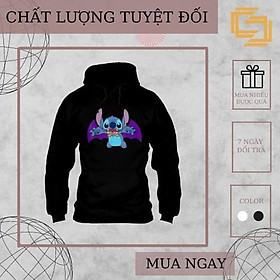 CHẤT LƯỢNG TUYỆT ĐỐI
MUA NHIỀU
ĐƯỢC QUÀ
7 NGÀY
ĐỔI TRẢ
COLOR
MUA NGAY